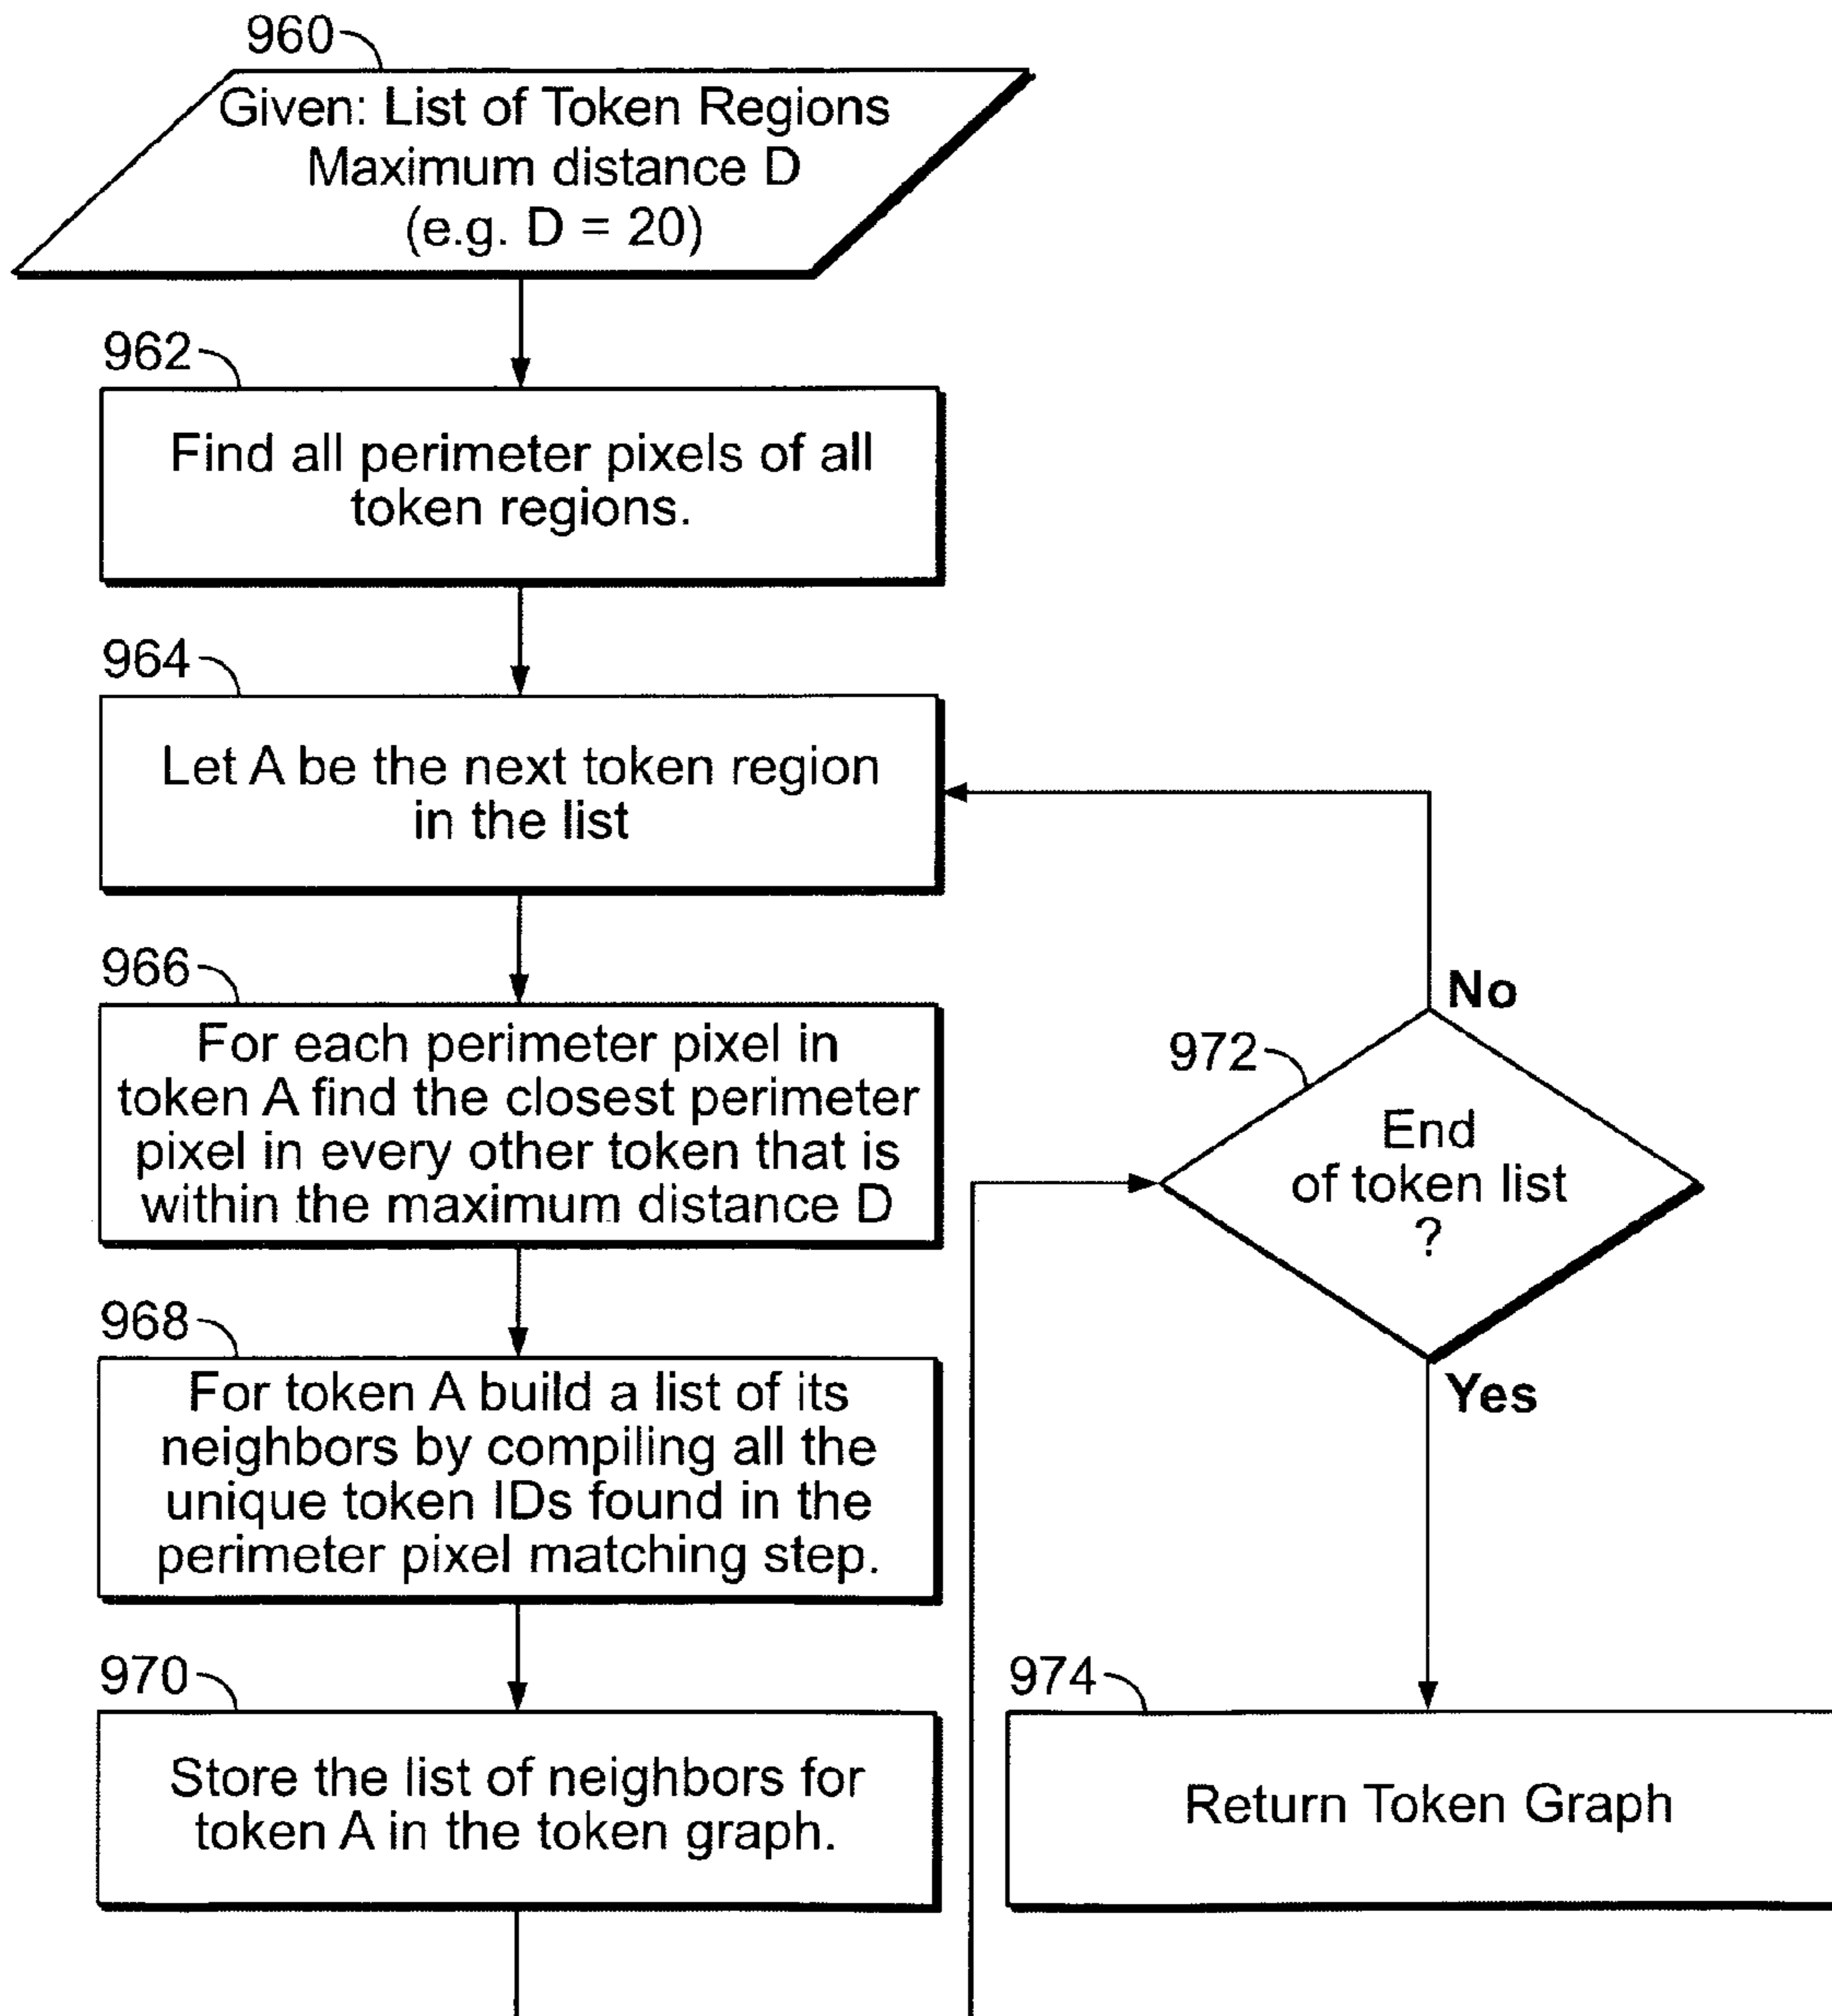 960
Given: List of Token Regions
Maximum distance D
(e.g. D = 20)
962
Find all perimeter pixels of all
token regions.
964
Let A be the next token region
in the list
966
For each perimeter pixel in
token A find the closest perimeter
pixel in every other token that is
within the maximum distance D
968
For token A build a list of its
neighbors by compiling all the
unique token IDs found in the
perimeter pixel matching step.
970
Store the list of neighbors for
token A in the token graph.
No
972
End
of token list
?
Yes
974
Return Token Graph